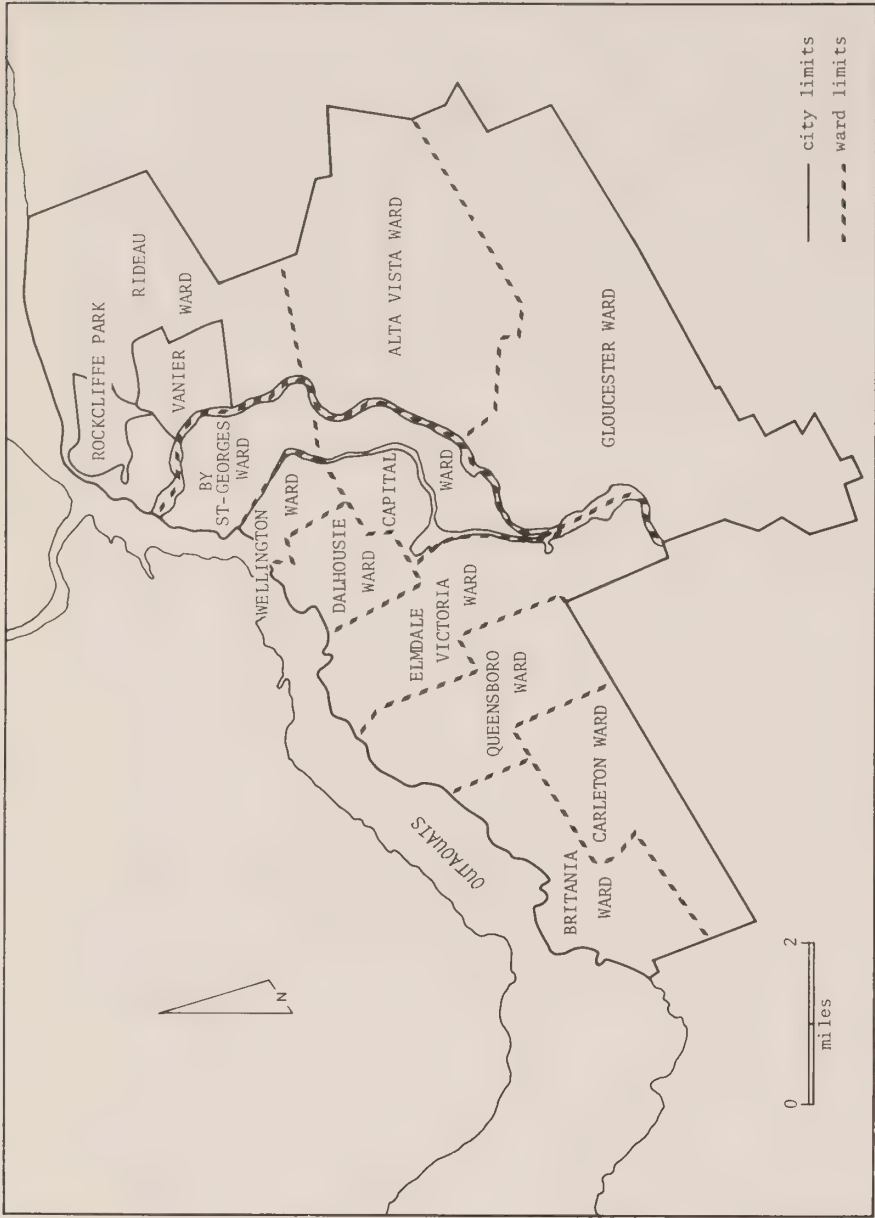 ROCKCLIFFE PARK
RIDEAU
WARD
VANIER
BY
ST-GEORGES
WARD
WELLINGTON
WARD
DALHOUSIE
WARD
CAPITAL
WARD
ALTA VISTA WARD
ELMDALE
VICTORIA
WARD
GLOUCESTER WARD
QUEENSBORO
WARD
OUTAOUAIS
CARLETON WARD
BRITANIA
WARD
N
0
2
miles
city limits
ward limits